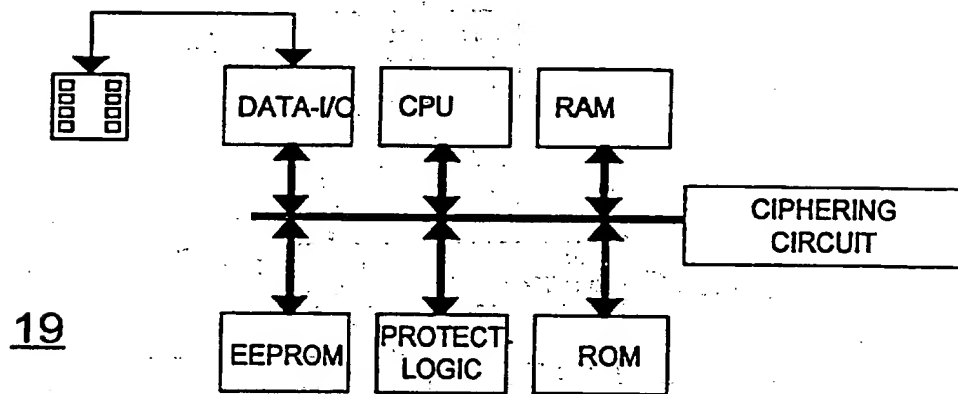 DATA-I/O
CPU
RAM
CIPHERING
CIRCUIT
19
EEPROM
PROTECT.
LOGIC
ROM